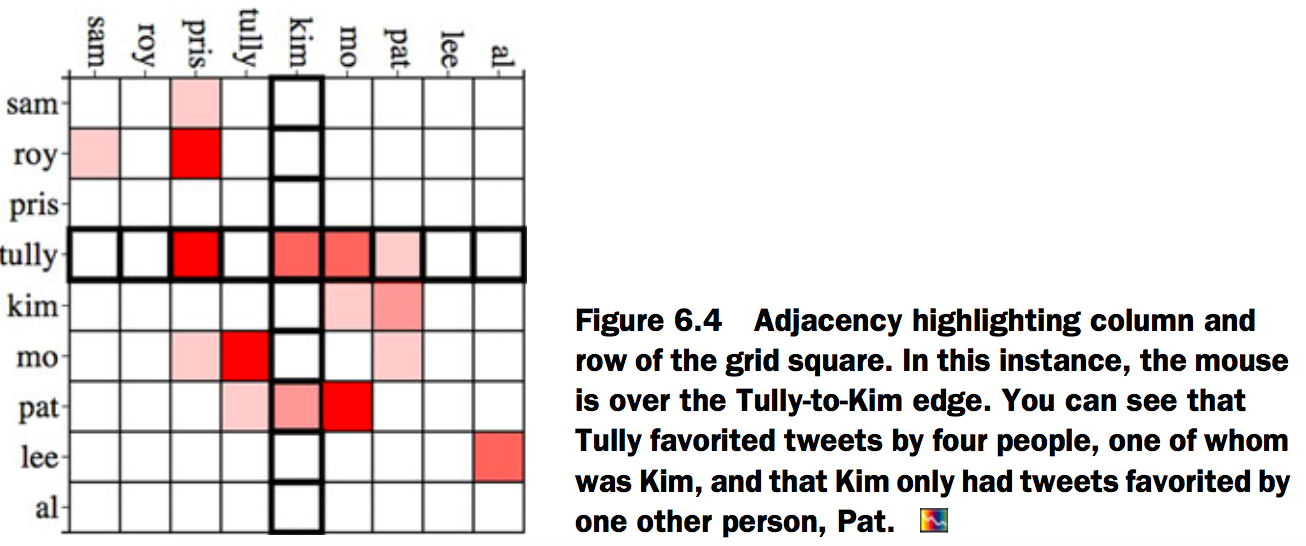 sam
roy
pris
tully
kim
mo
pat
lee
al
sam
roy
pris
tully
kim
mo
pat
lee
al
Figure 6.4 Adjacency highlighting column and
row of the grid square. In this instance, the mouse
is over the Tully-to-Kim edge. You can see that
Tully favorited tweets by four people, one of whom
was Kim, and that Kim only had tweets favorited by
one other person, Pat.